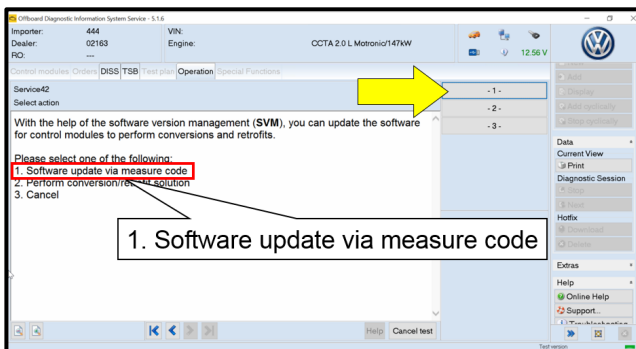 Offboard Diagnostic Information System Service - 5.1.6
Importer: 444 VIN:
Dealer: 02163 Engine: CCTA 2.0 L Motronic/147kW
RO: --- 12.56 V
Control modules Orders DISS TSB Test plan Operation Special Functions
Service42
Select action
With the help of the software version management (SVM), you can update the software
for control modules to perform conversions and retrofits.
Please select one of the following:
1. Software update via measure code
2. Perform conversion/retrofit solution
3. Cancel
1. Software update via measure code
- 1 -
- 2 -
- 3 -
Help Cancel test
Add
Display
Add cyclically
Stop cyclically
Data
Current View
Print
Diagnostic Session
Stop
Next
Hotfix
Download
Delete
Extras
Help
Online Help
Support...
Test version